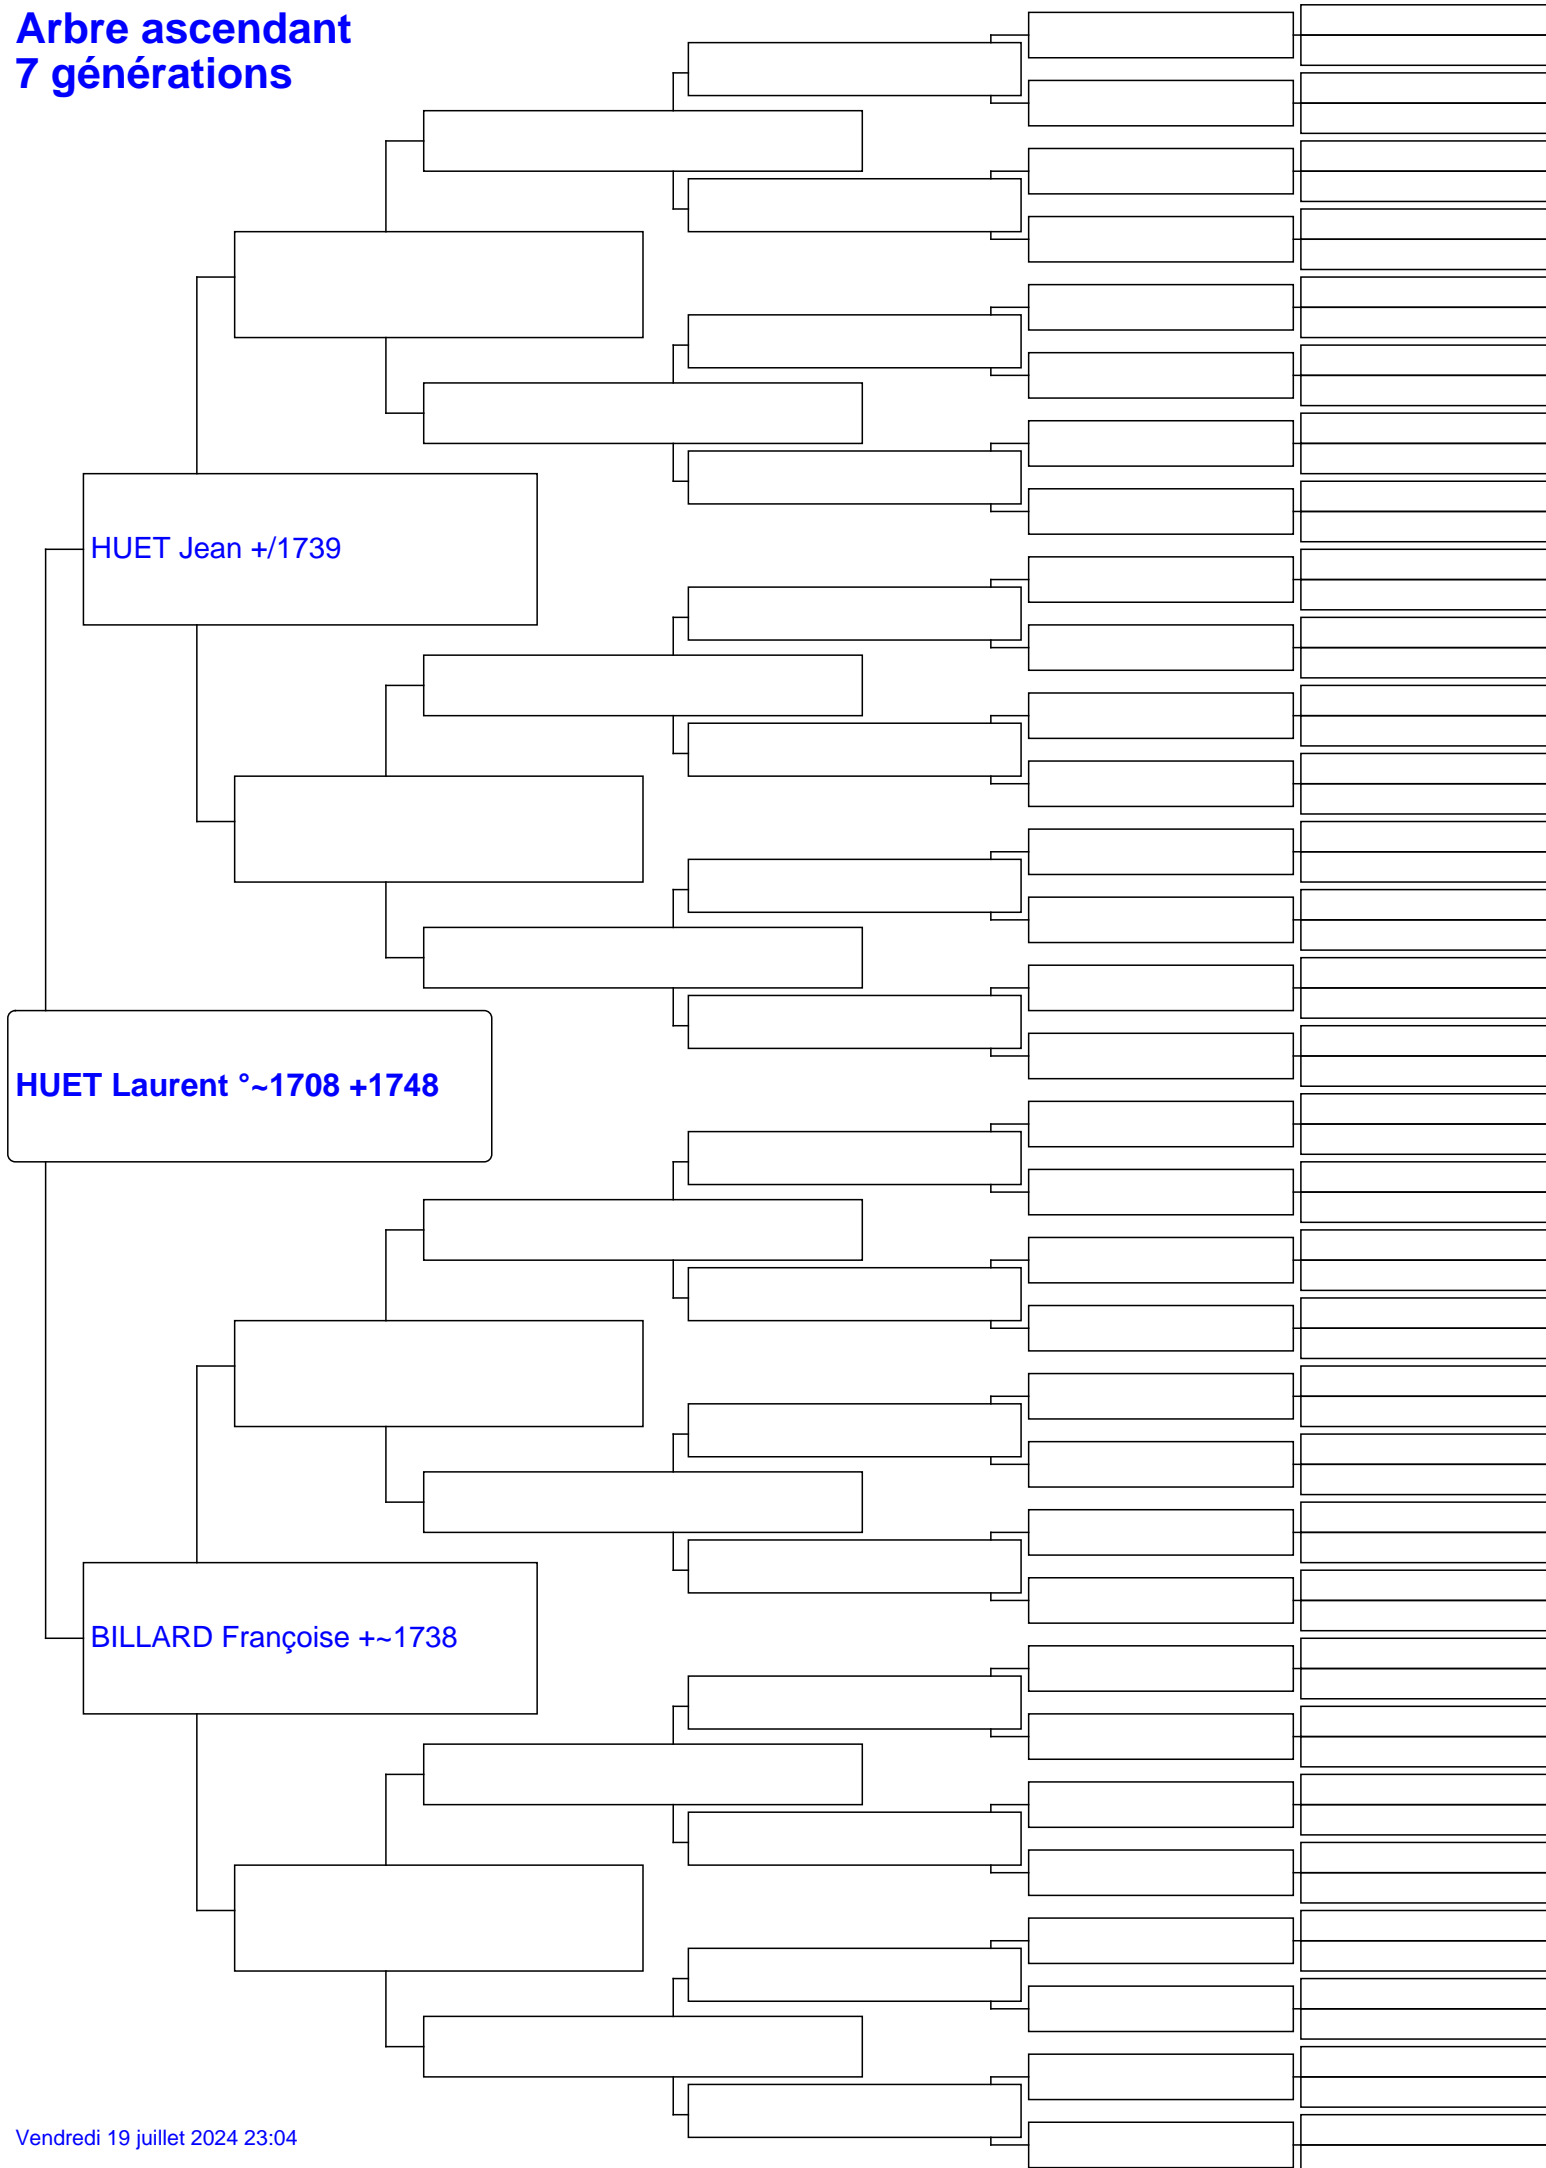 Arbre ascendant
7 générations
HUET Jean +/1739
HUET Laurent °~1708 +1748
BILLARD Françoise +~1738
Vendredi 19 juillet 2024 23:04